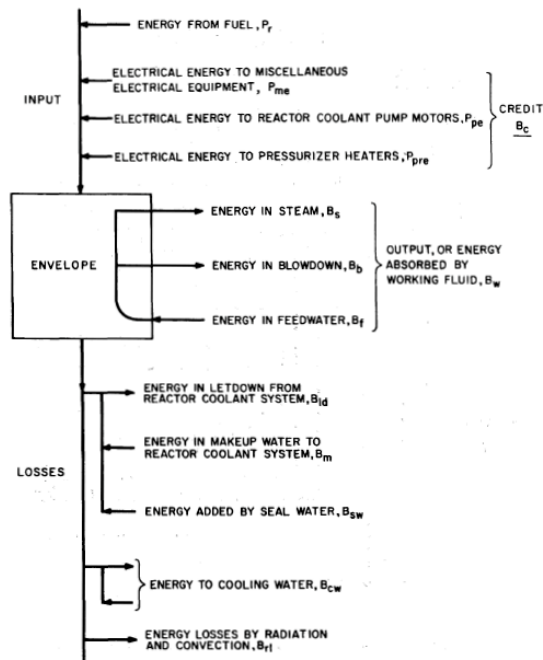 ENERGY FROM FUEL, Pr
ELECTRICAL ENERGY TO MISCELLANEOUS
ELECTRICAL EQUIPMENT, Pme
INPUT
CREDIT
Bc
ELECTRICAL ENERGY TO REACTOR COOLANT PUMP MOTORS, Ppe
ELECTRICAL ENERGY TO PRESSURIZER HEATERS, Ppre
ENERGY IN STEAM, Bs
ENVELOPE
ENERGY IN BLOWDOWN, Bb
OUTPUT, OR ENERGY
ABSORBED BY
WORKING FLUID, Bw
ENERGY IN FEEDWATER, Bf
ENERGY IN LETDOWN FROM
REACTOR COOLANT SYSTEM, Bld
ENERGY IN MAKEUP WATER TO
REACTOR COOLANT SYSTEM, Bm
LOSSES
ENERGY ADDED BY SEAL WATER, Bsw
ENERGY TO COOLING WATER, Bcw
ENERGY LOSSES BY RADIATION
AND CONVECTION, Brl